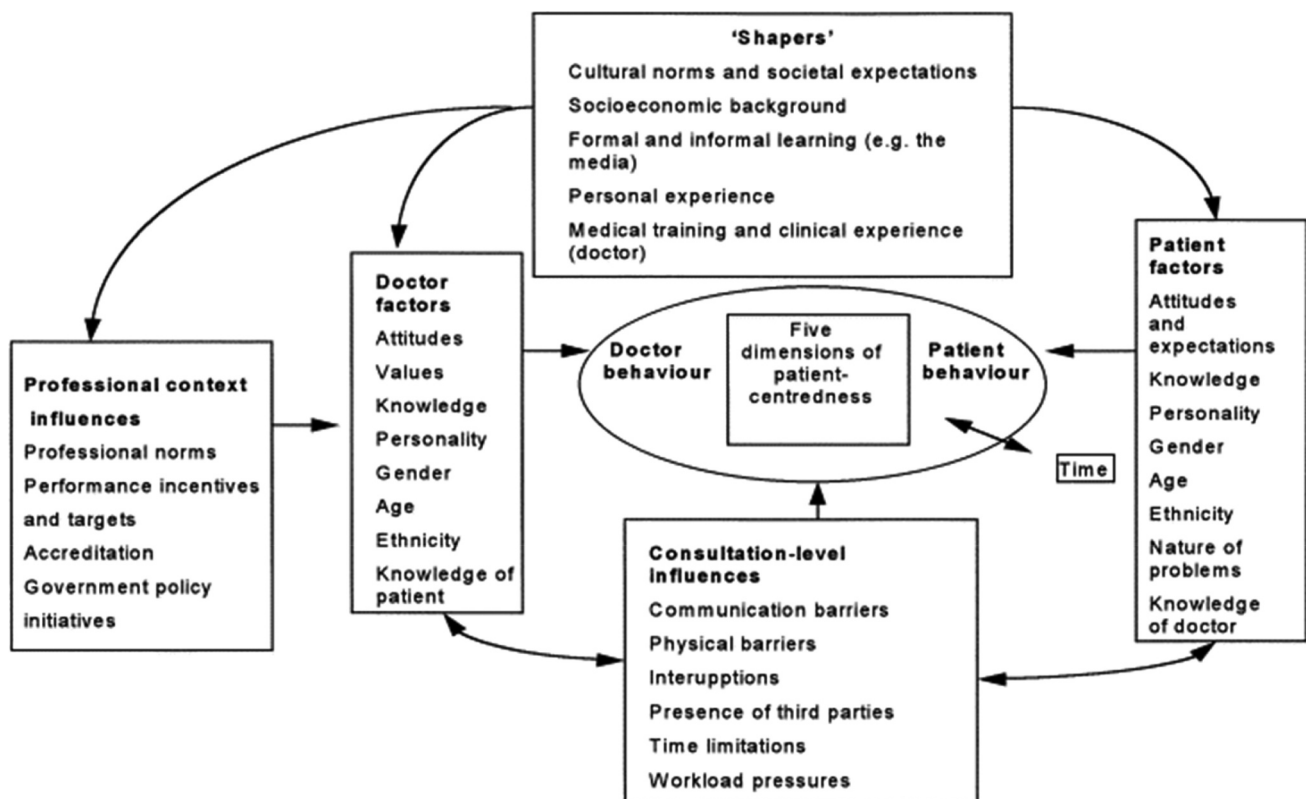 'Shapers'
Cultural norms and societal expectations
Socioeconomic background
Formal and informal learning (e.g. the
media)
Personal experience
Medical training and clinical experience
(doctor)
Professional context
influences
Professional norms
Performance incentives
and targets
Accreditation
Government policy
initiatives
Doctor
factors
Attitudes
Values
Knowledge
Personality
Gender
Age
Ethnicity
Knowledge of
patient
Doctor
behaviour
Five
dimensions of
patient-
centredness
Patient
behaviour
Time
Consultation-level
influences
Communication barriers
Physical barriers
Interupptions
Presence of third parties
Time limitations
Workload pressures
Patient
factors
Attitudes
and
expectations
Knowledge
Personality
Gender
Age
Ethnicity
Nature of
problems
Knowledge
of doctor